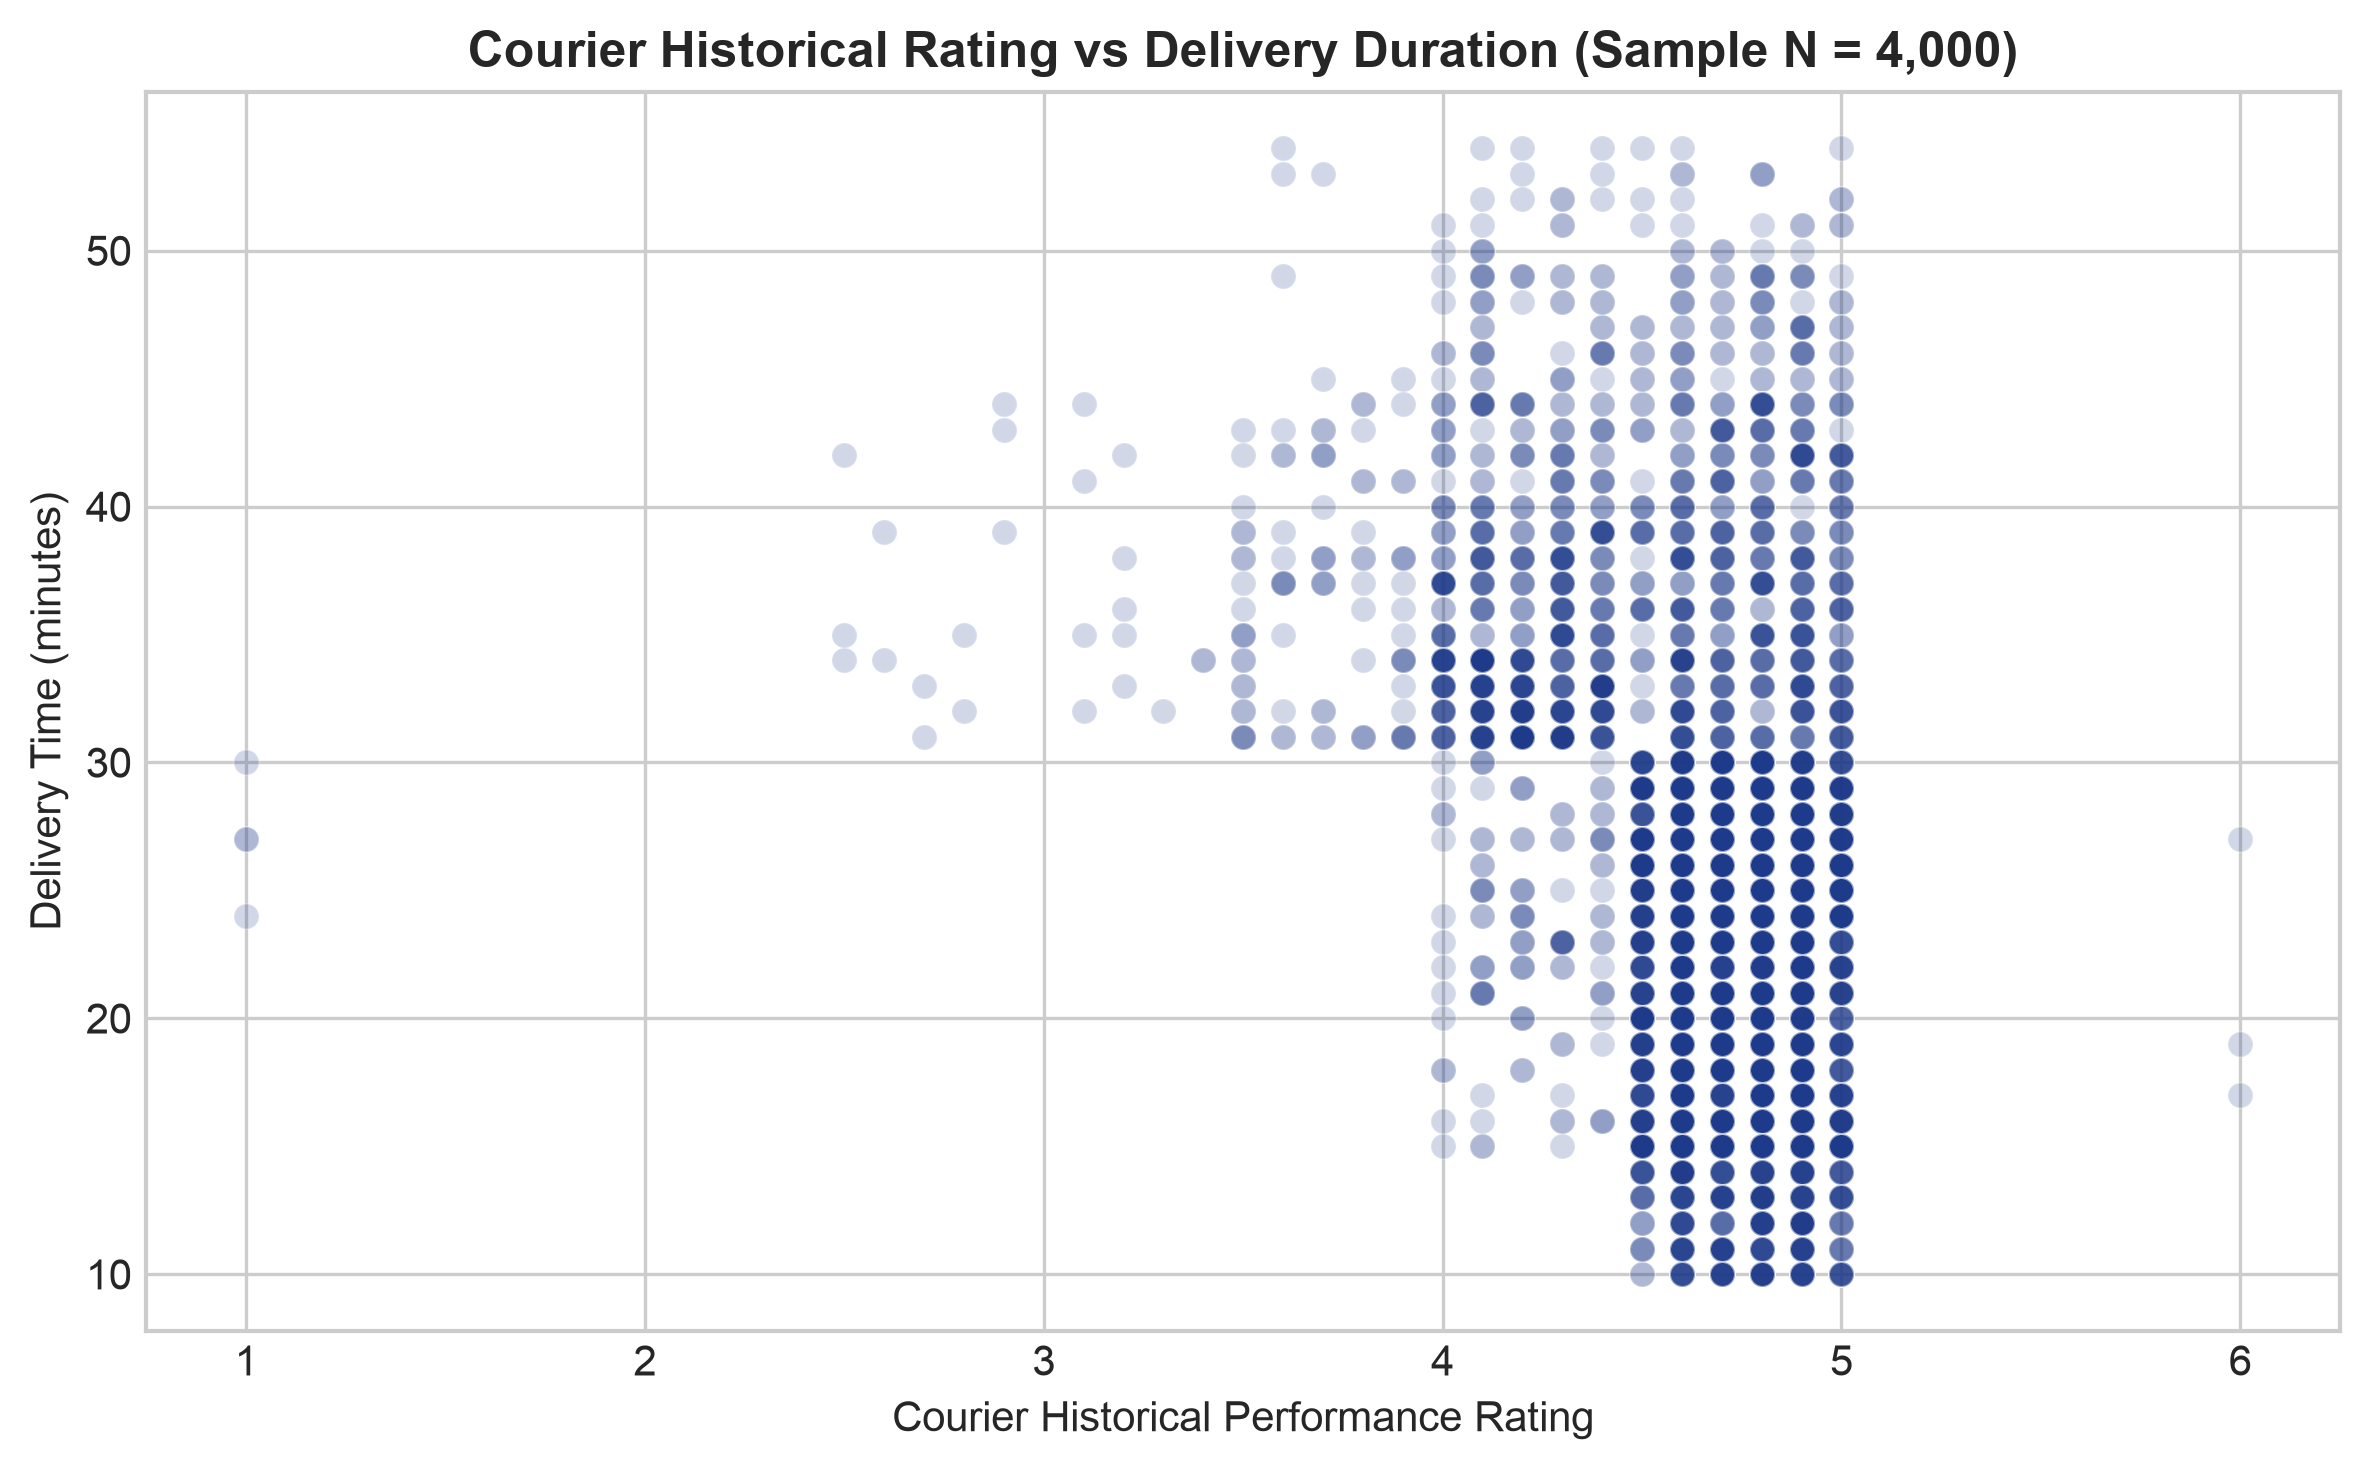 Courier Historical Rating vs Delivery Duration (Sample N = 4,000)
Delivery Time (minutes)
50
40
30
20
10
1 2 3 4 5 6
Courier Historical Performance Rating